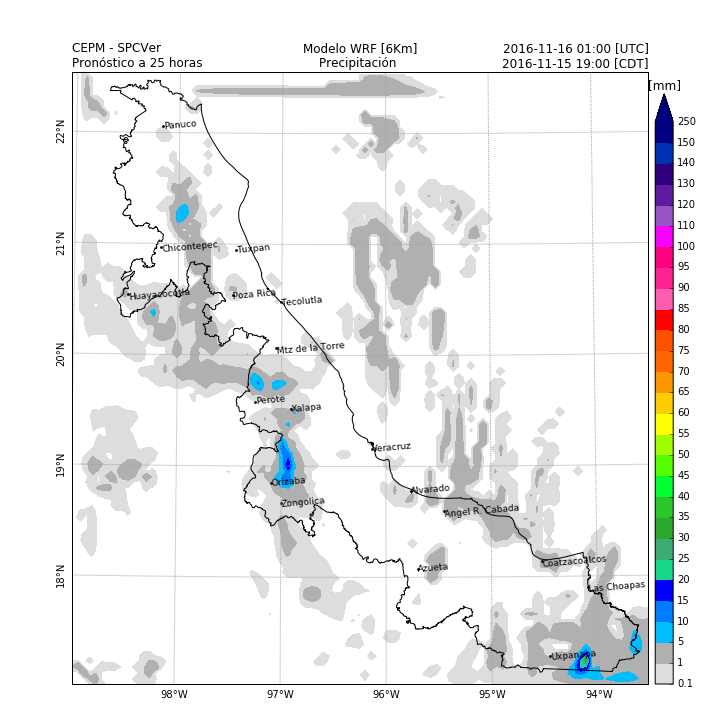 CEPM - SPCVer
Modelo WRF [6Km]
2016-11-16 01:00 [UTC]
Pronóstico a 25 horas
Precipitación
2016-11-15 19:00 [CDT]
[mm]
250
150
140
130
120
110
100
95
90
85
80
75
70
65
60
55
50
45
40
35
30
25
20
15
10
5
1
0.1
22°N
21°N
20°N
19°N
18°N
Panuco
Chicontepec
Tuxpan
Huayacocotla
Poza Rica
Tecolutla
Mtz de la Torre
Perote
Xalapa
Veracruz
Orizaba
Alvarado
Zongolica
Angel R. Cabada
Azueta
Coatzacoalcos
Las Choapas
Uxpanapa
98°W
97°W
96°W
95°W
94°W